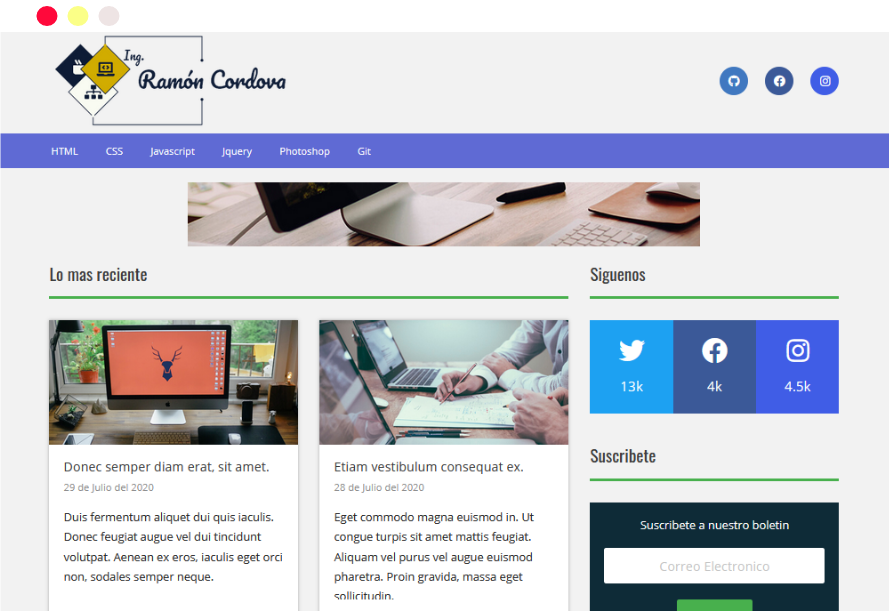 Ing.
Ramón Cordova
HTML CSS Javascript Jquery Photoshop Git
Lo mas reciente
Donec semper diam erat, sit amet.
29 de Julio del 2020
Duis fermentum aliquet dui quis iaculis.
Donec feugiat augue vel dui tincidunt
volutpat. Aenean ex eros, iaculis eget orci
non, sodales semper neque.
Etiam vestibulum consequat ex.
28 de Julio del 2020
Eget commodo magna euismod in. Ut
congue turpis sit amet mattis feugiat.
Aliquam vel purus vel augue euismod
pharetra. Proin gravida, massa eget
sollicitudin.
Siguenos
13k 4k 4.5k
Suscribete
Suscribete a nuestro boletin
Correo Electronico